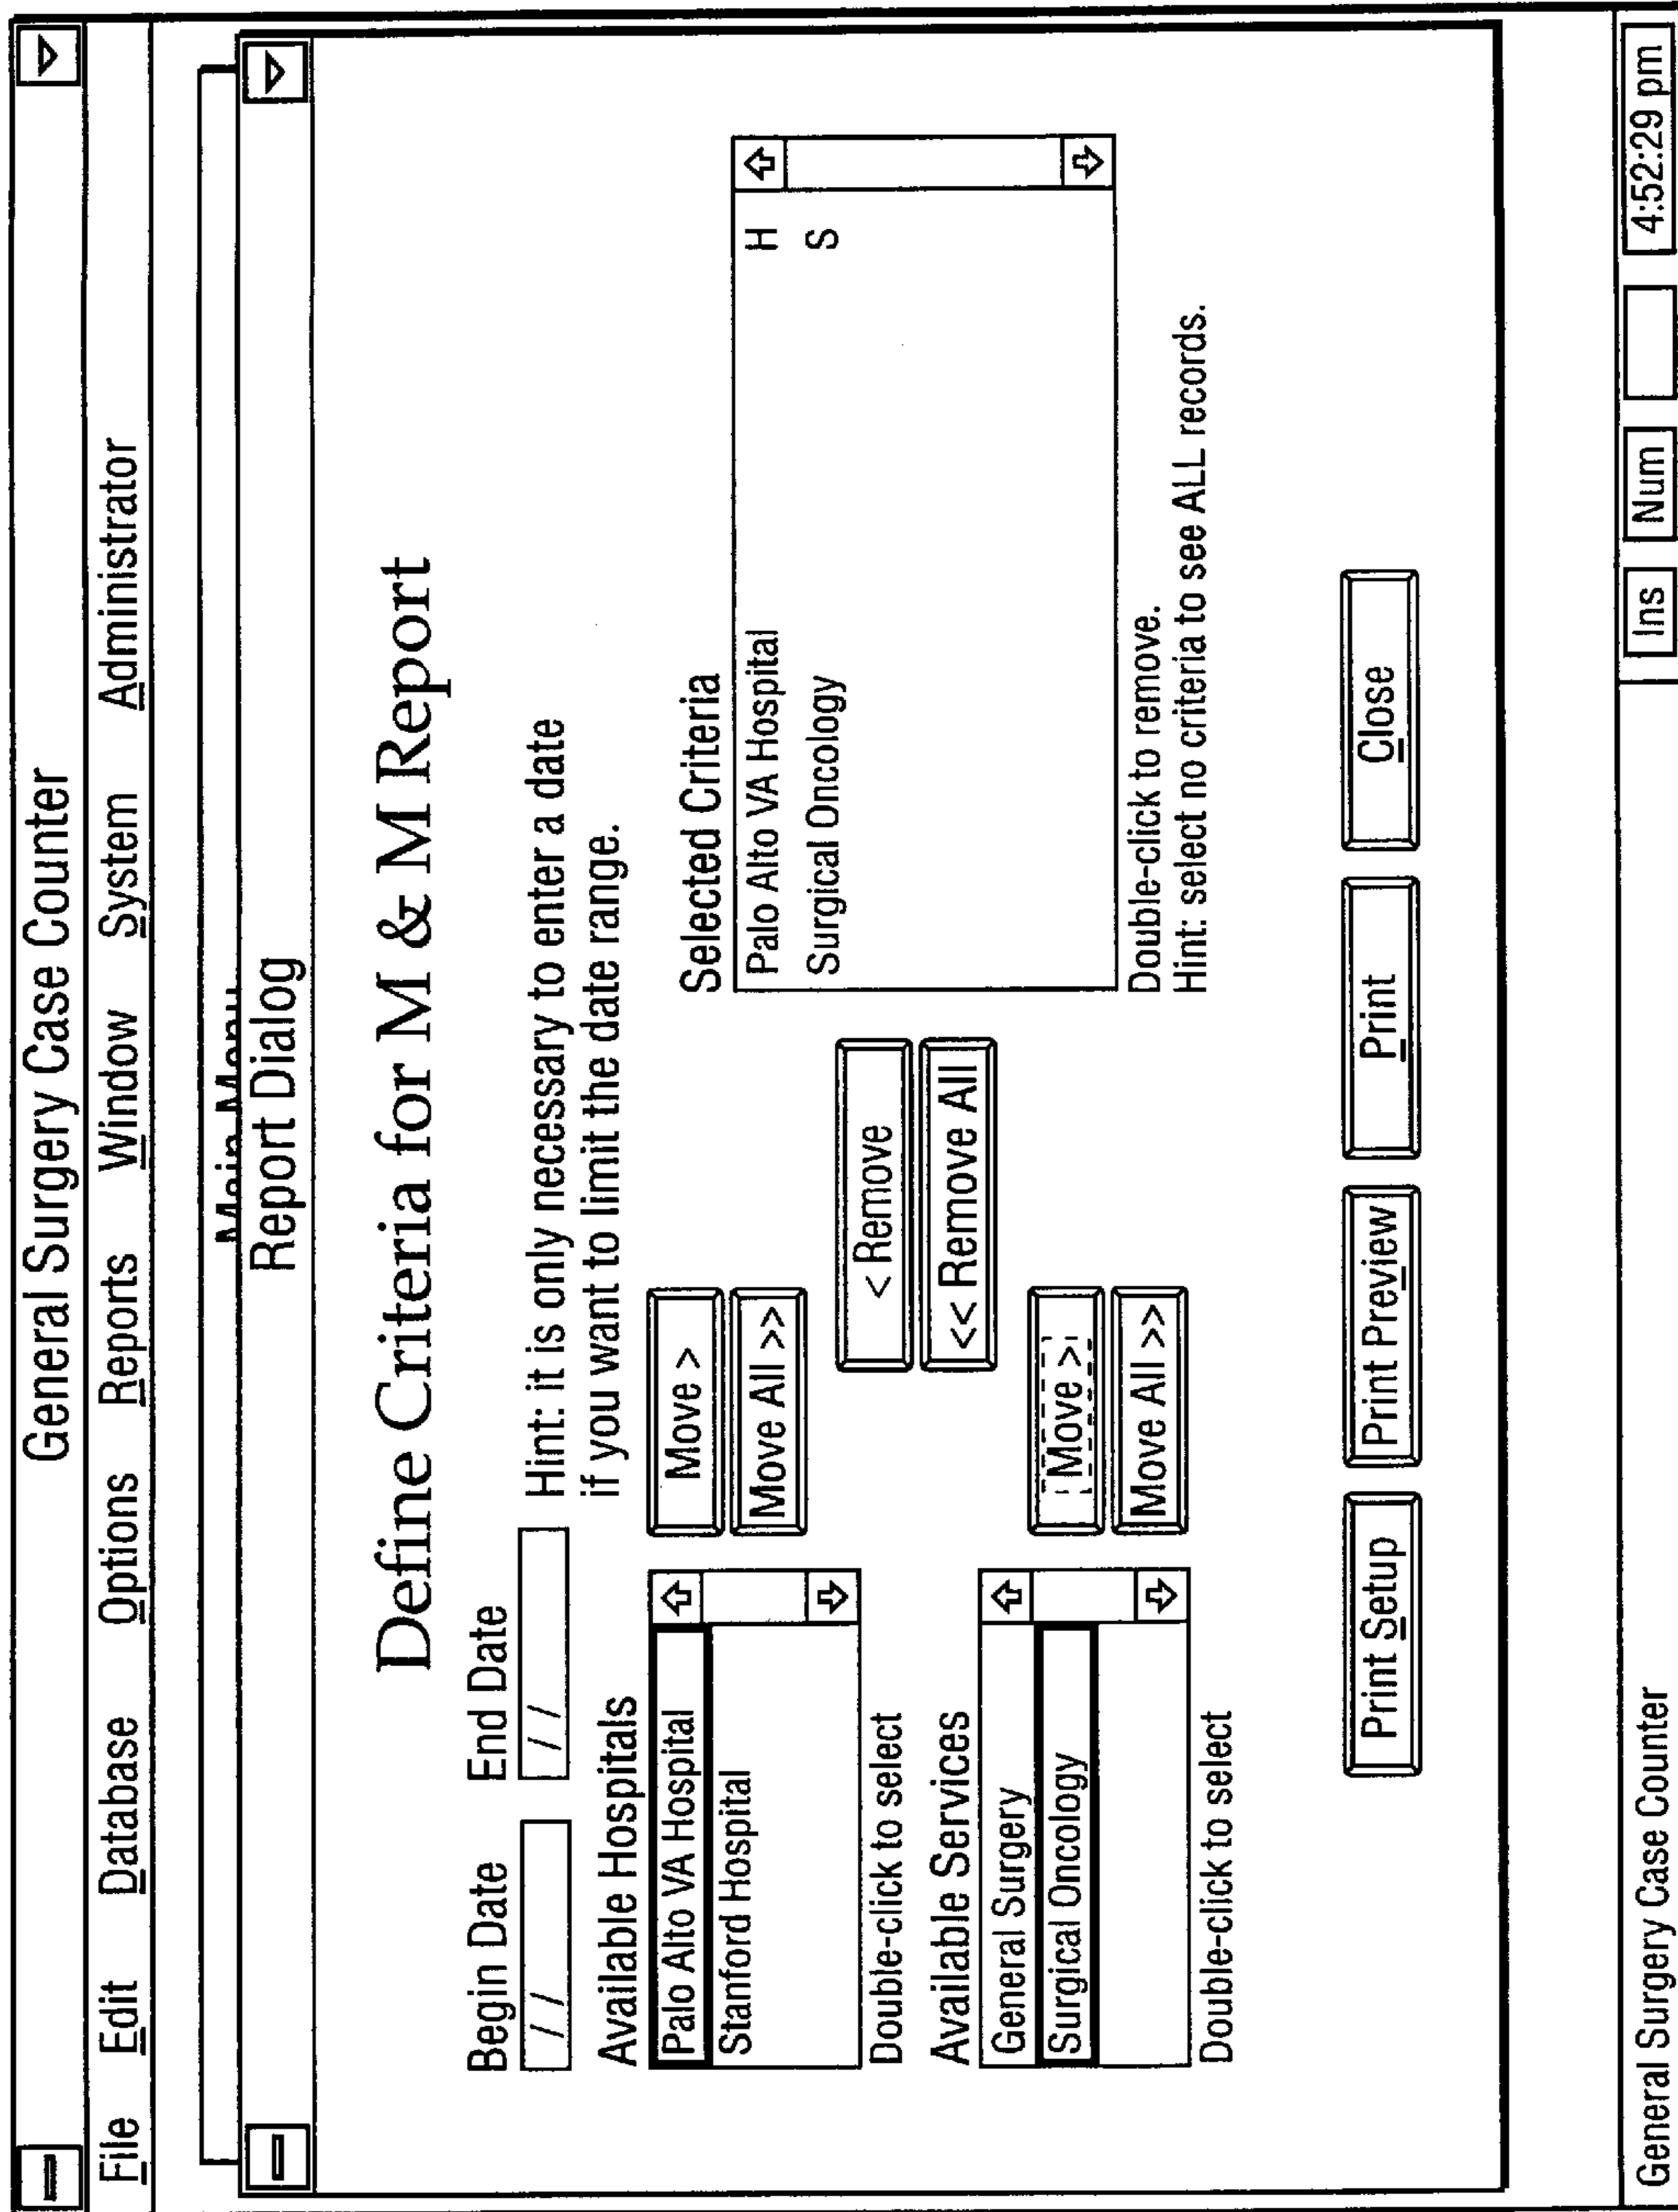 General Surgery Case Counter
File Edit Database Options Reports Window System Administrator
Main Menu
Report Dialog
Define Criteria for M & M Report
Begin Date End Date
/ / / /
Hint: it is only necessary to enter a date
if you want to limit the date range.
Available Hospitals
Palo Alto VA Hospital
Stanford Hospital
Double-click to select
Move >
Move All >>
Available Services
General Surgery
Surgical Oncology
Double-click to select
Move >
Move All >>
< Remove
<< Remove All
Selected Criteria
Palo Alto VA Hospital H
Surgical Oncology S
Double-click to remove.
Hint: select no criteria to see ALL records.
Print Setup Print Preview Print Close
General Surgery Case Counter Ins Num 4:52:29 pm